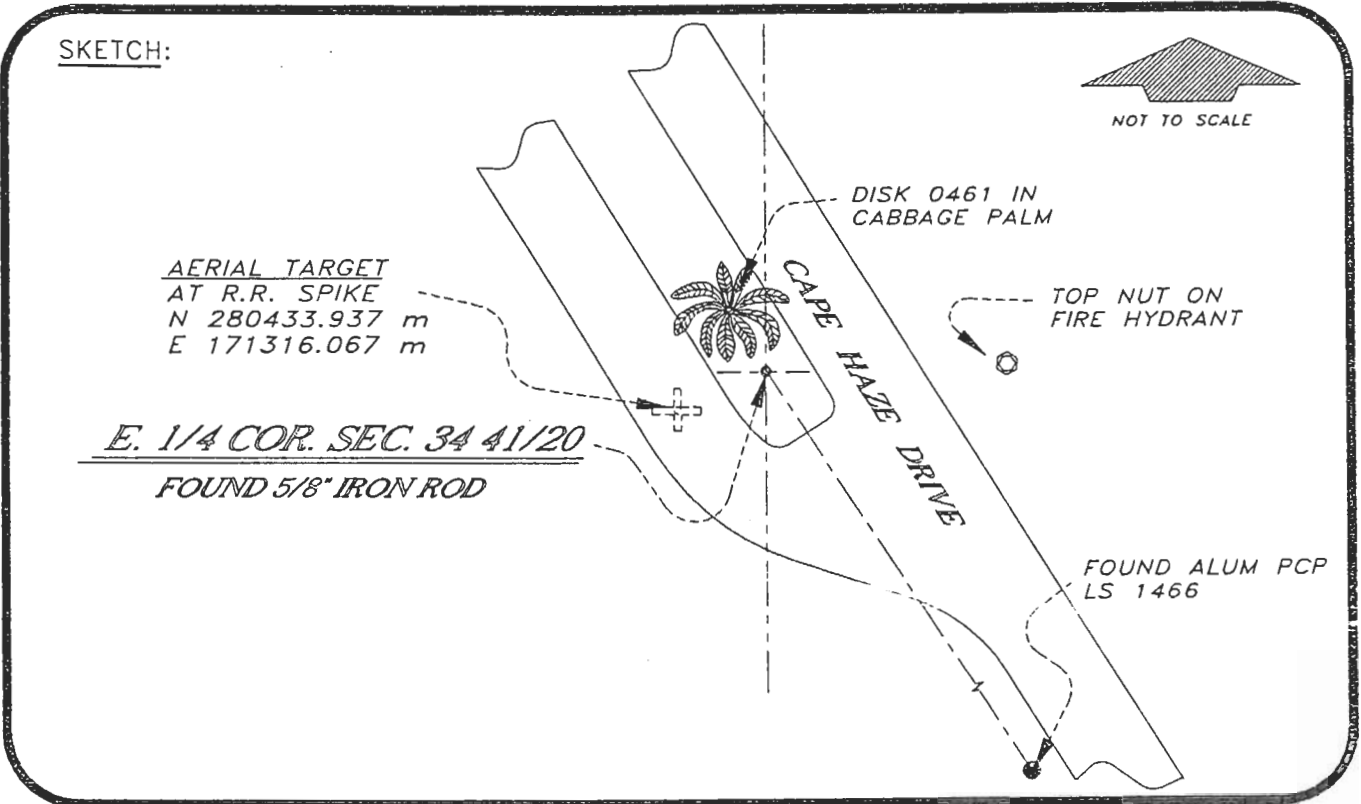 SKETCH:
NOT TO SCALE
DISK 0461 IN
CABBAGE PALM
AERIAL TARGET
AT R.R. SPIKE
N 280433.937 m
E 171316.067 m
CAPE HAZE DRIVE
TOP NUT ON
FIRE HYDRANT
E. 1/4 COR. SEC. 34 41/20
FOUND 5/8" IRON ROD
FOUND ALUM PCP
LS 1466